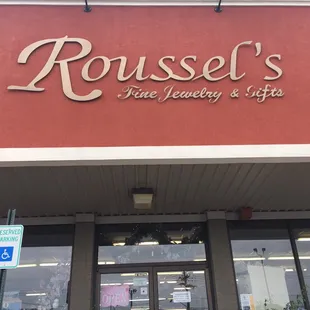 Roussel's
Fine Jewelry & Gifts
RESERVED
PARKING